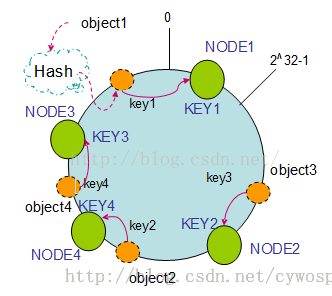 object1
0
NODE1
2^32-1
Hash
key1
KEY1
NODE3
KEY3
http://blog.csdn.net/
key4
key3
object3
object4
KEY4
key2
KEY2
NODE4
NODE2
object2
http://blog.csdn.net/cywosp